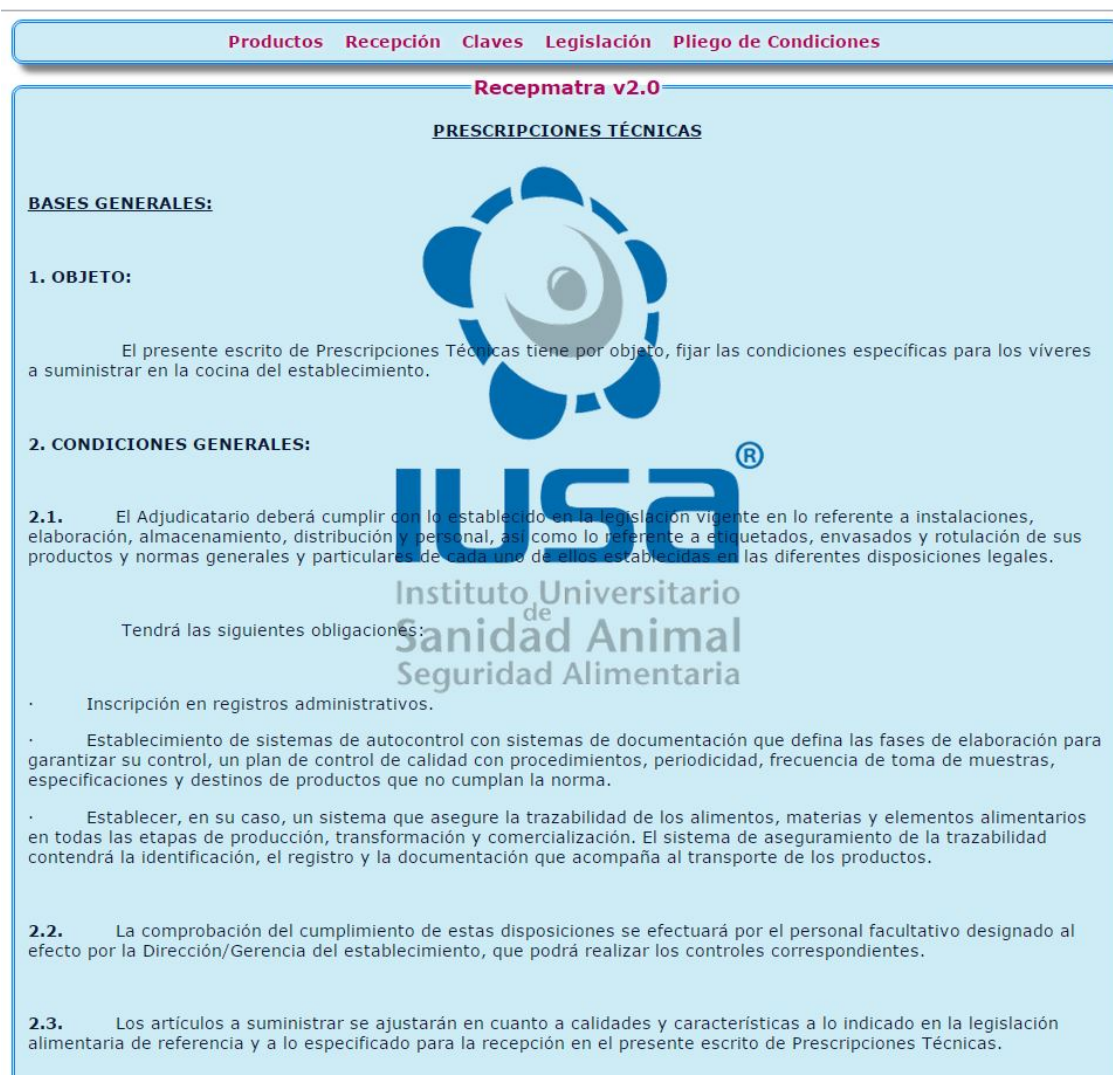 Productos Recepción Claves Legislación Pliego de Condiciones
Recepmatra v2.0
PRESCRIPCIONES TÉCNICAS
BASES GENERALES:
1. OBJETO:
El presente escrito de Prescripciones Técnicas tiene por objeto, fijar las condiciones específicas para los víveres
a suministrar en la cocina del establecimiento.
2. CONDICIONES GENERALES:
IUSa®
2.1. El Adjudicatario deberá cumplir con lo establecido en la legislación vigente en lo referente a instalaciones,
elaboración, almacenamiento, distribución y personal, así como lo referente a etiquetados, envasados y rotulación de sus
productos y normas generales y particulares de cada uno de ellos establecidas en las diferentes disposiciones legales.
Instituto Universitario
de
Sanidad Animal
Seguridad Alimentaria
Tendrá las siguientes obligaciones:
· Inscripción en registros administrativos.
· Establecimiento de sistemas de autocontrol con sistemas de documentación que defina las fases de elaboración para
garantizar su control, un plan de control de calidad con procedimientos, periodicidad, frecuencia de toma de muestras,
especificaciones y destinos de productos que no cumplan la norma.
· Establecer, en su caso, un sistema que asegure la trazabilidad de los alimentos, materias y elementos alimentarios
en todas las etapas de producción, transformación y comercialización. El sistema de aseguramiento de la trazabilidad
contendrá la identificación, el registro y la documentación que acompaña al transporte de los productos.
2.2. La comprobación del cumplimiento de estas disposiciones se efectuará por el personal facultativo designado al
efecto por la Dirección/Gerencia del establecimiento, que podrá realizar los controles correspondientes.
2.3. Los artículos a suministrar se ajustarán en cuanto a calidades y características a lo indicado en la legislación
alimentaria de referencia y a lo especificado para la recepción en el presente escrito de Prescripciones Técnicas.